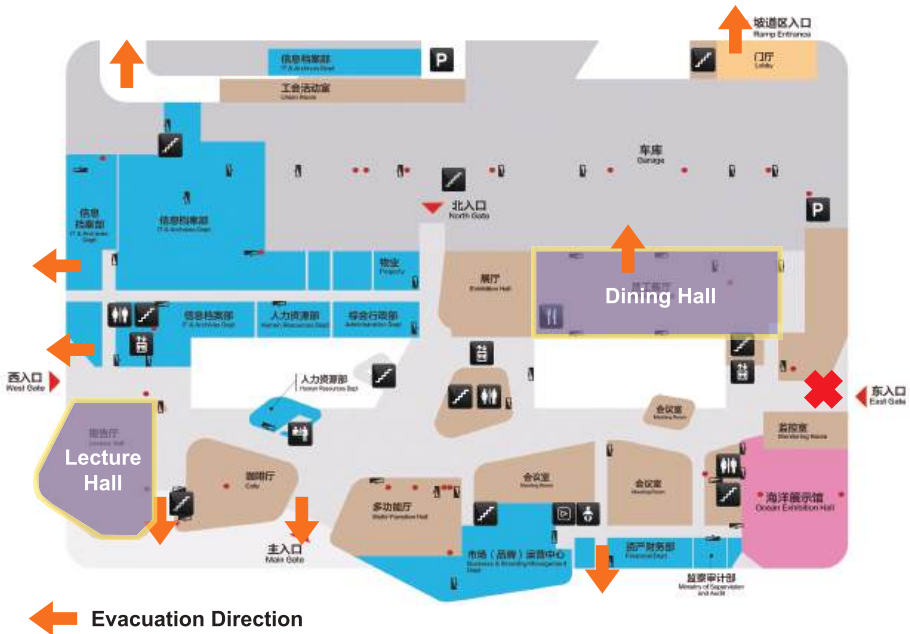 坡道区入口
Ramp Entrance
信息档案部
IT & Archives Dept
P
门厅
Lobby
工会活动室
Union Room
车库
Garage
北入口
North Gate
P
信息
档案部
IT & Archives
Dept
信息档案部
IT & Archives Dept
物业
Property
展厅
Exhibition Hall
Dining Hall
信息档案部
IT & Archives Dept
人力资源部
Human Resources Dept
综合行政部
Administration Dept
西入口
West Gate
人力资源部
Human Resources Dept
会议室
Meeting Room
东入口
East Gate
报告厅
Lecture Hall
Lecture
Hall
咖啡厅
Cafe
监控室
Monitoring Room
会议室
Meeting Room
会议室
Meeting Room
海洋展示馆
Ocean Exhibition Hall
多功能厅
Multi-Function Hall
主入口
Main Gate
市场（品牌）运营中心
Business & Branding Management
Dept
资产财务部
Financial Dept
监察审计部
Ministry of Supervision
and Audit
Evacuation Direction